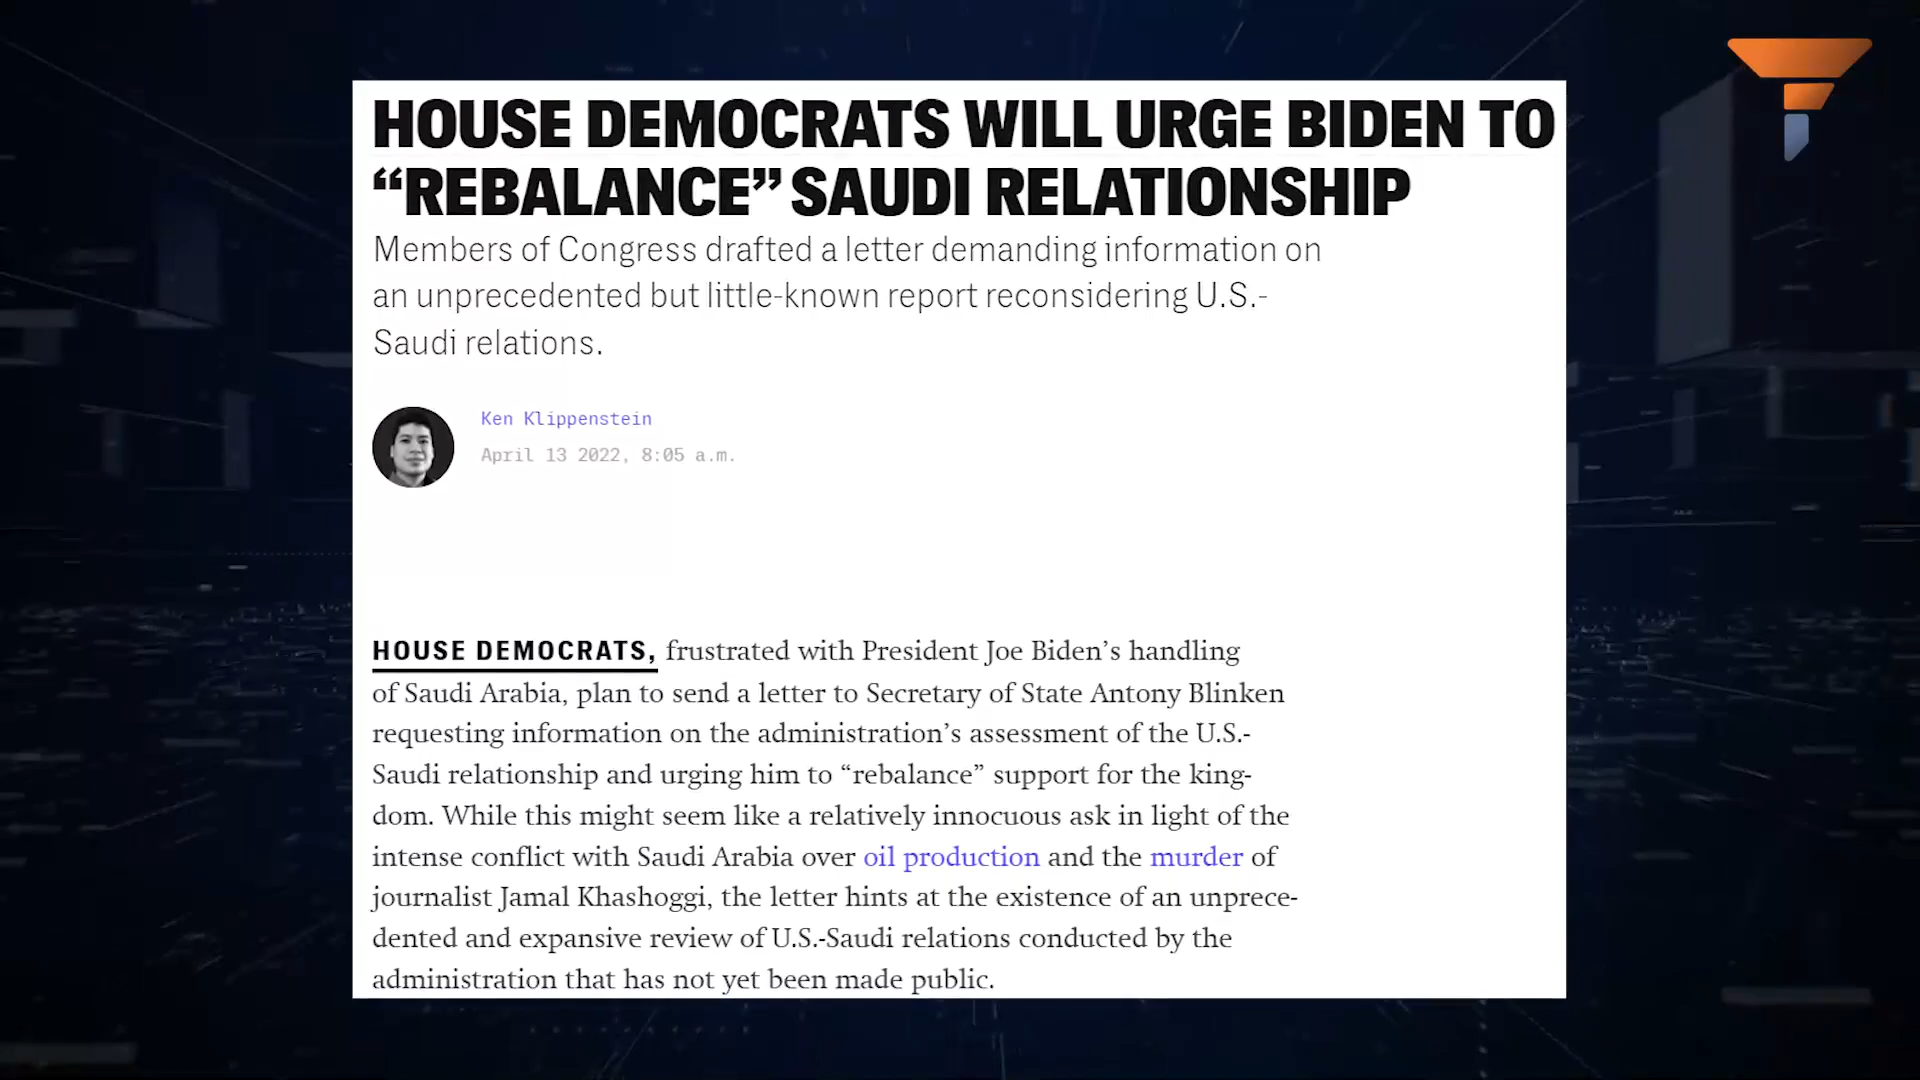 HOUSE DEMOCRATS WILL URGE BIDEN TO
“REBALANCE” SAUDI RELATIONSHIP
Members of Congress drafted a letter demanding information on
an unprecedented but little-known report reconsidering U.S.-
Saudi relations.
Ken Klippenstein
April 13 2022, 8:05 a.m.
HOUSE DEMOCRATS, frustrated with President Joe Biden’s handling
of Saudi Arabia, plan to send a letter to Secretary of State Antony Blinken
requesting information on the administration’s assessment of the U.S.-
Saudi relationship and urging him to “rebalance” support for the king-
dom. While this might seem like a relatively innocuous ask in light of the
intense conflict with Saudi Arabia over oil production and the murder of
journalist Jamal Khashoggi, the letter hints at the existence of an unprece-
dented and expansive review of U.S.-Saudi relations conducted by the
administration that has not yet been made public.